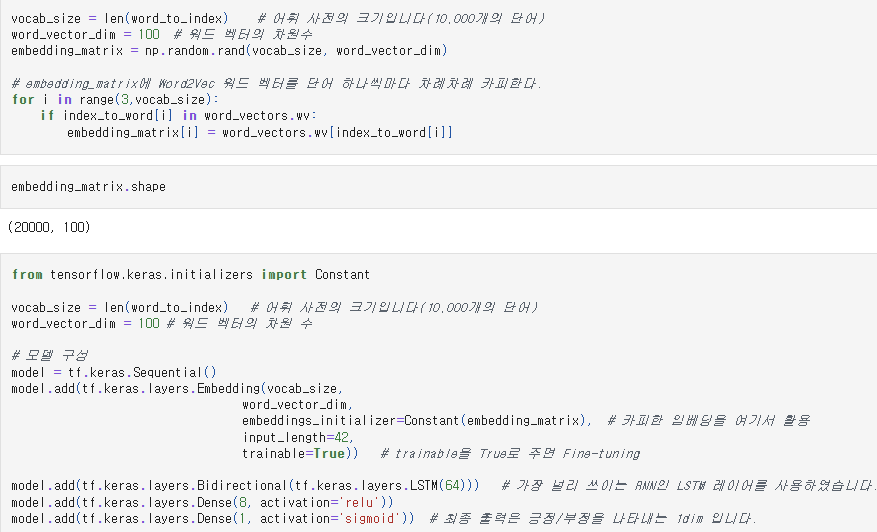 vocab_size = len(word_to_index)    # 어휘 사전의 크기입니다(10,000개의 단어)
word_vector_dim = 100  # 워드 벡터의 차원수
embedding_matrix = np.random.rand(vocab_size, word_vector_dim)
# embedding_matrix에 Word2Vec 워드 벡터를 단어 하나씩마다 차례차례 카피한다.
for i in range(3,vocab_size):
    if index_to_word[i] in word_vectors.wv:
        embedding_matrix[i] = word_vectors.wv[index_to_word[i]]
embedding_matrix.shape
(20000, 100)
from tensorflow.keras.initializers import Constant
vocab_size = len(word_to_index)   # 어휘 사전의 크기입니다(10,000개의 단어)
word_vector_dim = 100 # 워드 벡터의 차원 수
# 모델 구성
model = tf.keras.Sequential()
model.add(tf.keras.layers.Embedding(vocab_size,
                                 word_vector_dim,
                                 embeddings_initializer=Constant(embedding_matrix),  # 카피한 임베딩을 여기서 활용
                                 input_length=42,
                                 trainable=True))   # trainable을 True로 주면 Fine-tuning
model.add(tf.keras.layers.Bidirectional(tf.keras.layers.LSTM(64)))   # 가장 널리 쓰이는 RNN인 LSTM 레이어를 사용하였습니다.
model.add(tf.keras.layers.Dense(8, activation='relu'))
model.add(tf.keras.layers.Dense(1, activation='sigmoid'))  # 최종 출력은 긍정/부정을 나타내는 1dim 입니다.